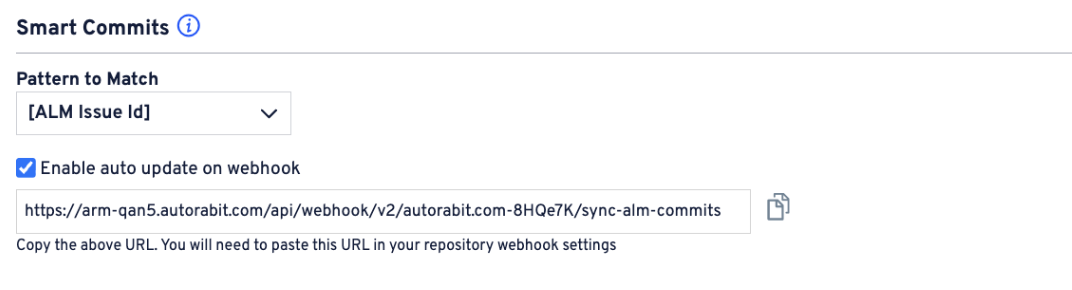 Smart Commits
Pattern to Match
[ALM Issue Id]
Enable auto update on webhook
https://arm-qan5.autorabit.com/api/webhook/v2/autorabit.com-8HQe7K/sync-alm-commits
Copy the above URL. You will need to paste this URL in your repository webhook settings